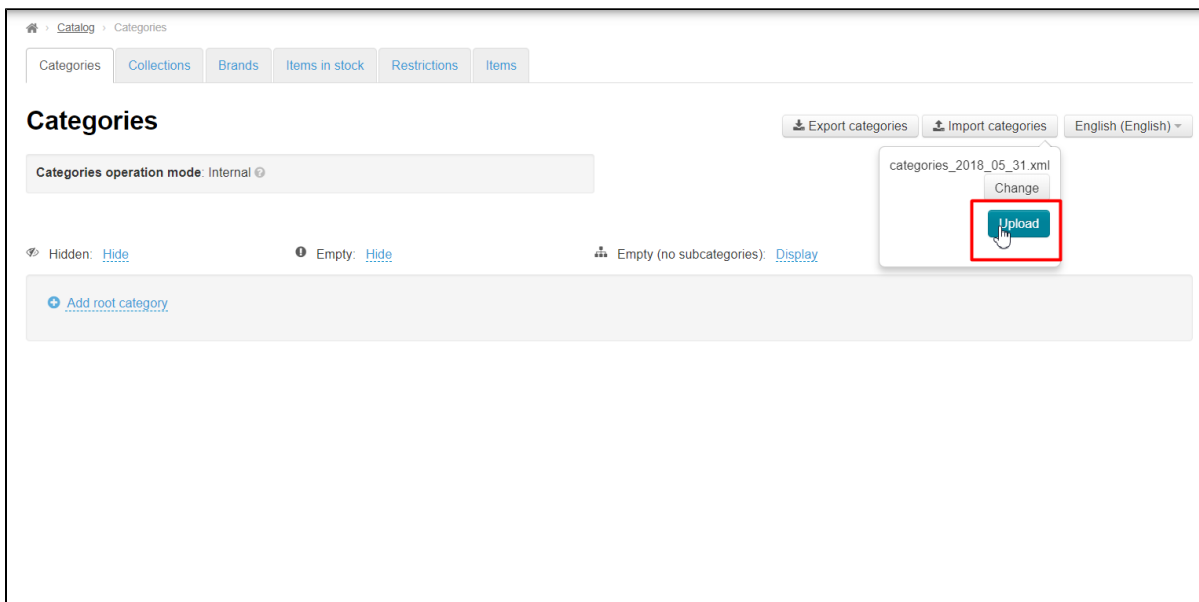 Catalog Categories
Categories Collections Brands Items in stock Restrictions Items
Categories
Export categories Import categories English (English)
Categories operation mode: Internal
categories_2018_05_31.xml
Change
Upload
Hidden: Hide Empty: Hide Empty (no subcategories): Display
Add root category